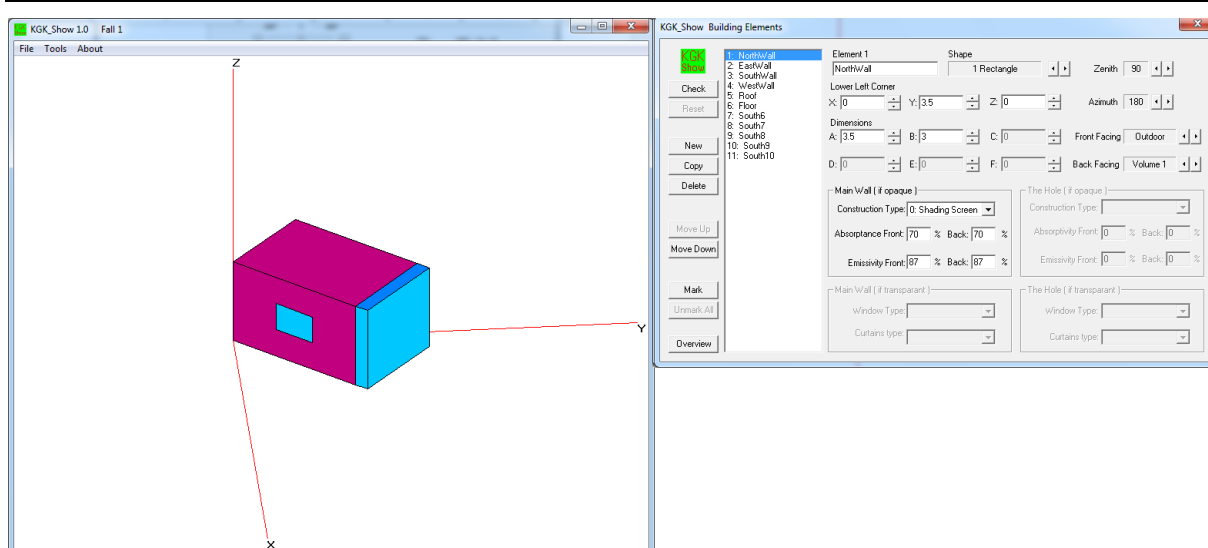 KGK_Show 1.0 Fall 1
File Tools About
Z
Y
X
KGK_Show Building Elements
KGK
Show
Check
Reset
New
Copy
Delete
Move Up
Move Down
Mark
Unmark All
Overview
1: NorthWall
2: EastWall
3: SouthWall
4: WestWall
5: Roof
6: Floor
7: South6
8: South7
9: South8
10: South9
11: South10
Element 1 Shape
NorthWall 1 Rectangle Zenith 90
Lower Left Corner
X: 0 Y: 3.5 Z: 0 Azimuth 180
Dimensions
A: 3.5 B: 3 C: 0 Front Facing Outdoor
D: 0 E: 0 F: 0 Back Facing Volume 1
Main Wall ( if opaque )
Construction Type: 0: Shading Screen
Absorptance Front: 70 % Back: 70 %
Emissivity Front: 87 % Back: 87 %
The Hole ( if opaque )
Construction Type:
Absorptivity Front: 0 % Back: 0 %
Emissivity Front: 0 % Back: 0 %
Main Wall ( if transparant )
Window Type:
Curtains type:
The Hole ( if transparant )
Window Type:
Curtains type: